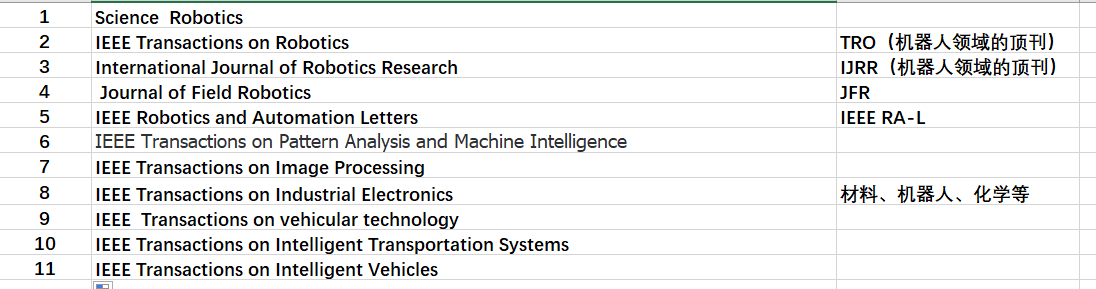 1 Science  Robotics
2 IEEE Transactions on Robotics TRO（机器人领域的顶刊）
3 International Journal of Robotics Research IJRR（机器人领域的顶刊）
4 Journal of Field Robotics JFR
5 IEEE Robotics and Automation Letters IEEE RA-L
6 IEEE Transactions on Pattern Analysis and Machine Intelligence
7 IEEE Transactions on Image Processing
8 IEEE Transactions on Industrial Electronics 材料、机器人、化学等
9 IEEE  Transactions on vehicular technology
10 IEEE Transactions on Intelligent Transportation Systems
11 IEEE Transactions on Intelligent Vehicles